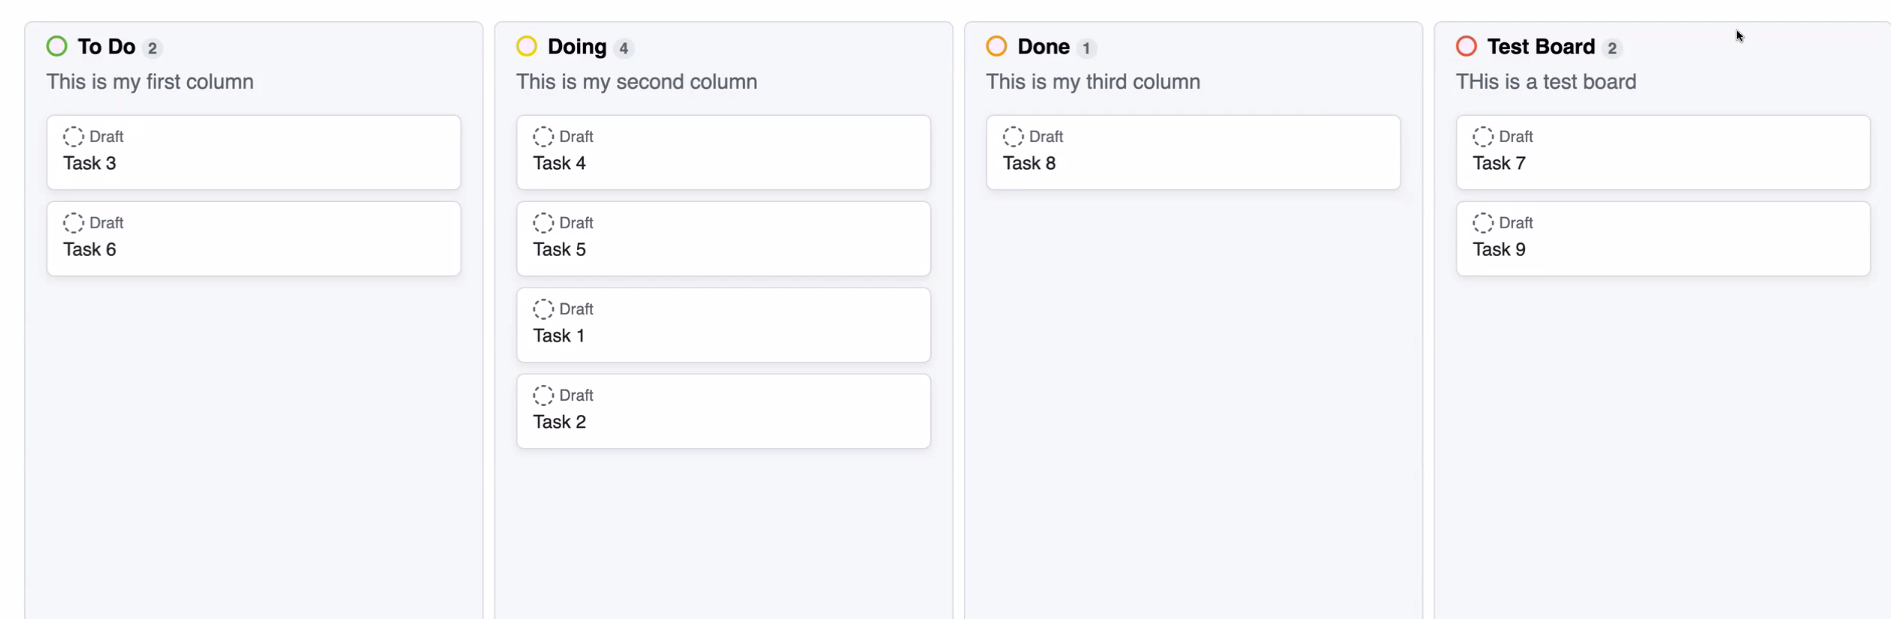 To Do 2
This is my first column
Draft
Task 3
Draft
Task 6
Doing 4
This is my second column
Draft
Task 4
Draft
Task 5
Draft
Task 1
Draft
Task 2
Done 1
This is my third column
Draft
Task 8
Test Board 2
THis is a test board
Draft
Task 7
Draft
Task 9